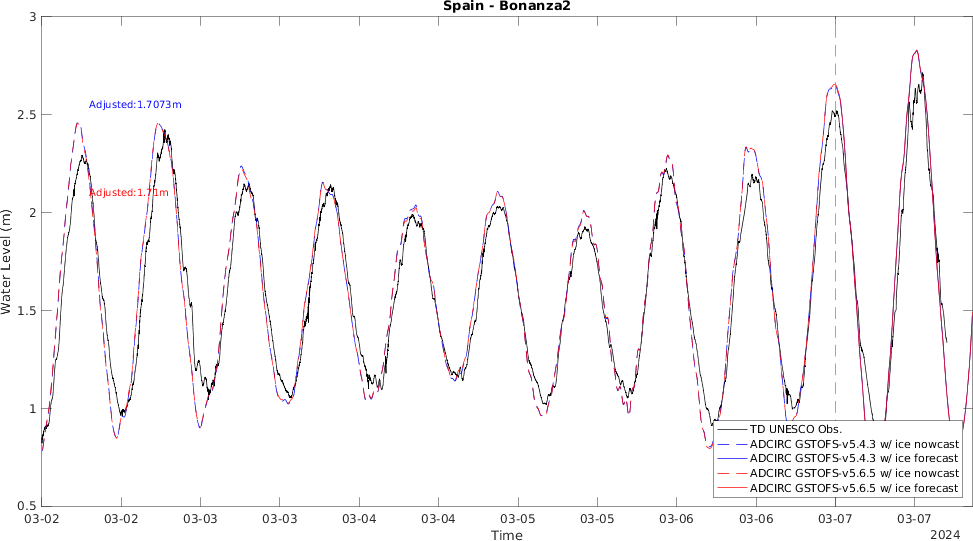 Spain - Bonanza2
3
2.5
2
1.5
1
0.5
Water Level (m)
Adjusted:1.7073m
Adjusted:1.71m
TD UNESCO Obs.
ADCIRC GSTOFS-v5.4.3 w/ ice nowcast
ADCIRC GSTOFS-v5.4.3 w/ ice forecast
ADCIRC GSTOFS-v5.6.5 w/ ice nowcast
ADCIRC GSTOFS-v5.6.5 w/ ice forecast
03-02 03-02 03-03 03-03 03-04 03-04 03-05 03-05 03-06 03-06 03-07 03-07
Time
2024